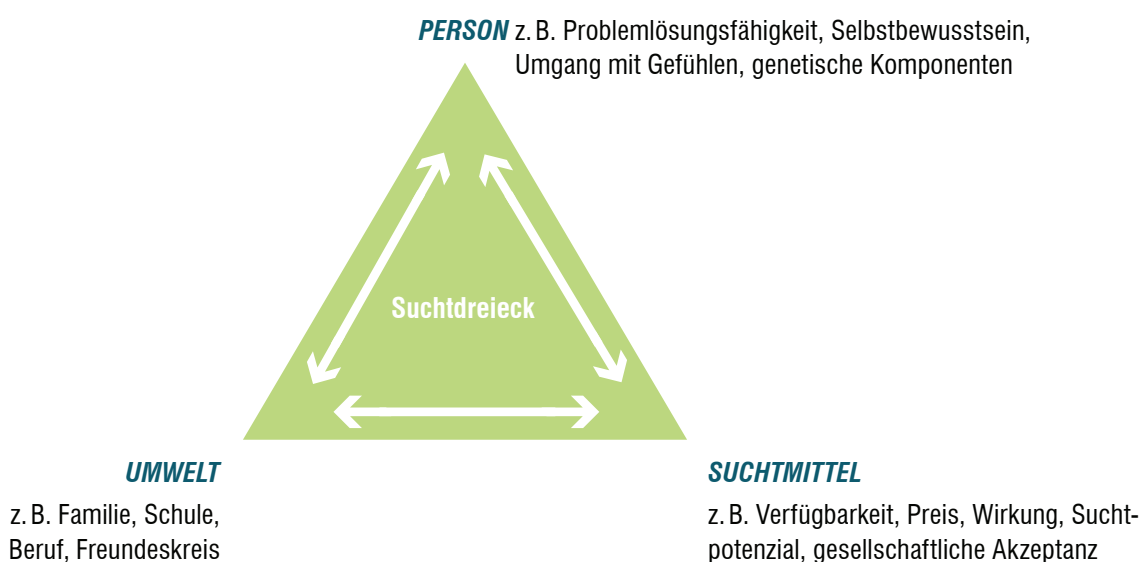 PERSON z. B. Problemlösungsfähigkeit, Selbstbewusstsein,
Umgang mit Gefühlen, genetische Komponenten
Suchtdreieck
UMWELT
z. B. Familie, Schule,
Beruf, Freundeskreis
SUCHTMITTEL
z. B. Verfügbarkeit, Preis, Wirkung, Sucht-
potenzial, gesellschaftliche Akzeptanz